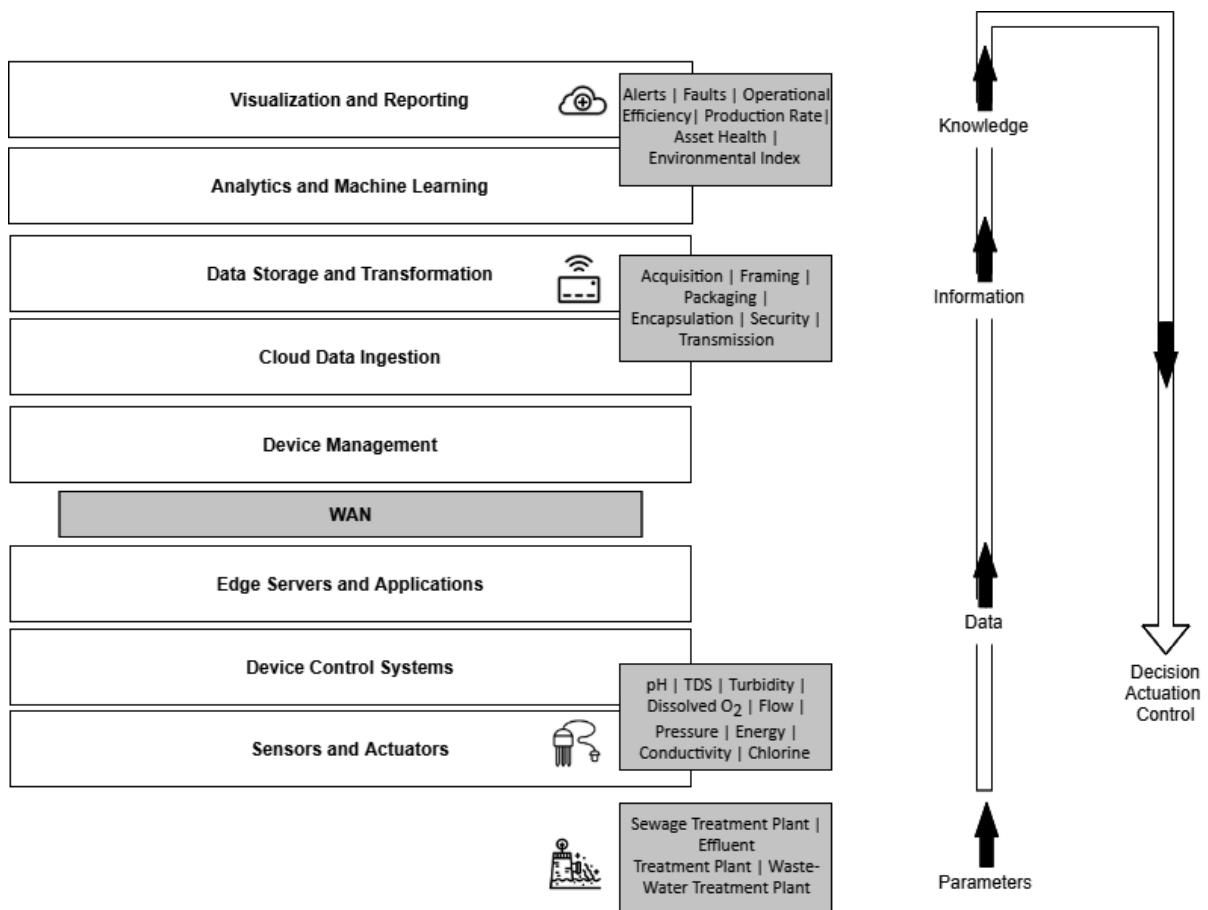 Visualization and Reporting
Alerts | Faults | Operational
Efficiency| Production Rate|
Asset Health |
Environmental Index
Analytics and Machine Learning
Data Storage and Transformation
Acquisition | Framing |
Packaging |
Encapsulation | Security |
Transmission
Cloud Data Ingestion
Device Management
WAN
Edge Servers and Applications
Device Control Systems
pH | TDS | Turbidity |
Dissolved O2 | Flow |
Pressure | Energy |
Conductivity | Chlorine
Sensors and Actuators
Sewage Treatment Plant |
Effluent
Treatment Plant | Waste-
Water Treatment Plant
Knowledge
Information
Data
Parameters
Decision
Actuation
Control